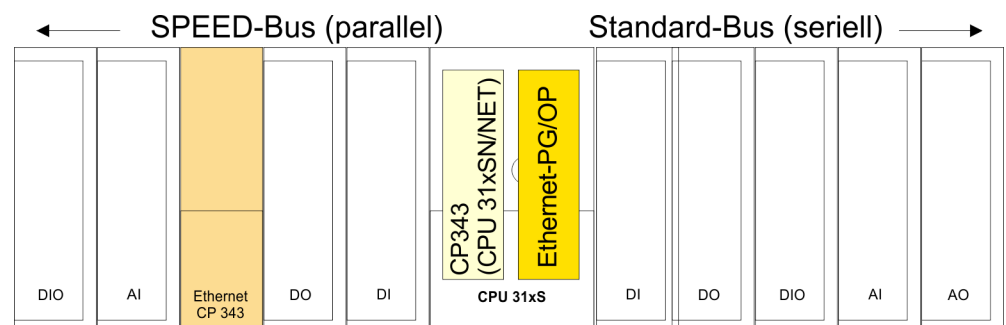 SPEED-Bus (parallel)
Standard-Bus (seriell)
CP343
(CPU 31xSN/NET)
Ethernet-PG/OP
DIO
AI
Ethernet
CP 343
DO
DI
CPU 31xS
DI
DO
DIO
AI
AO